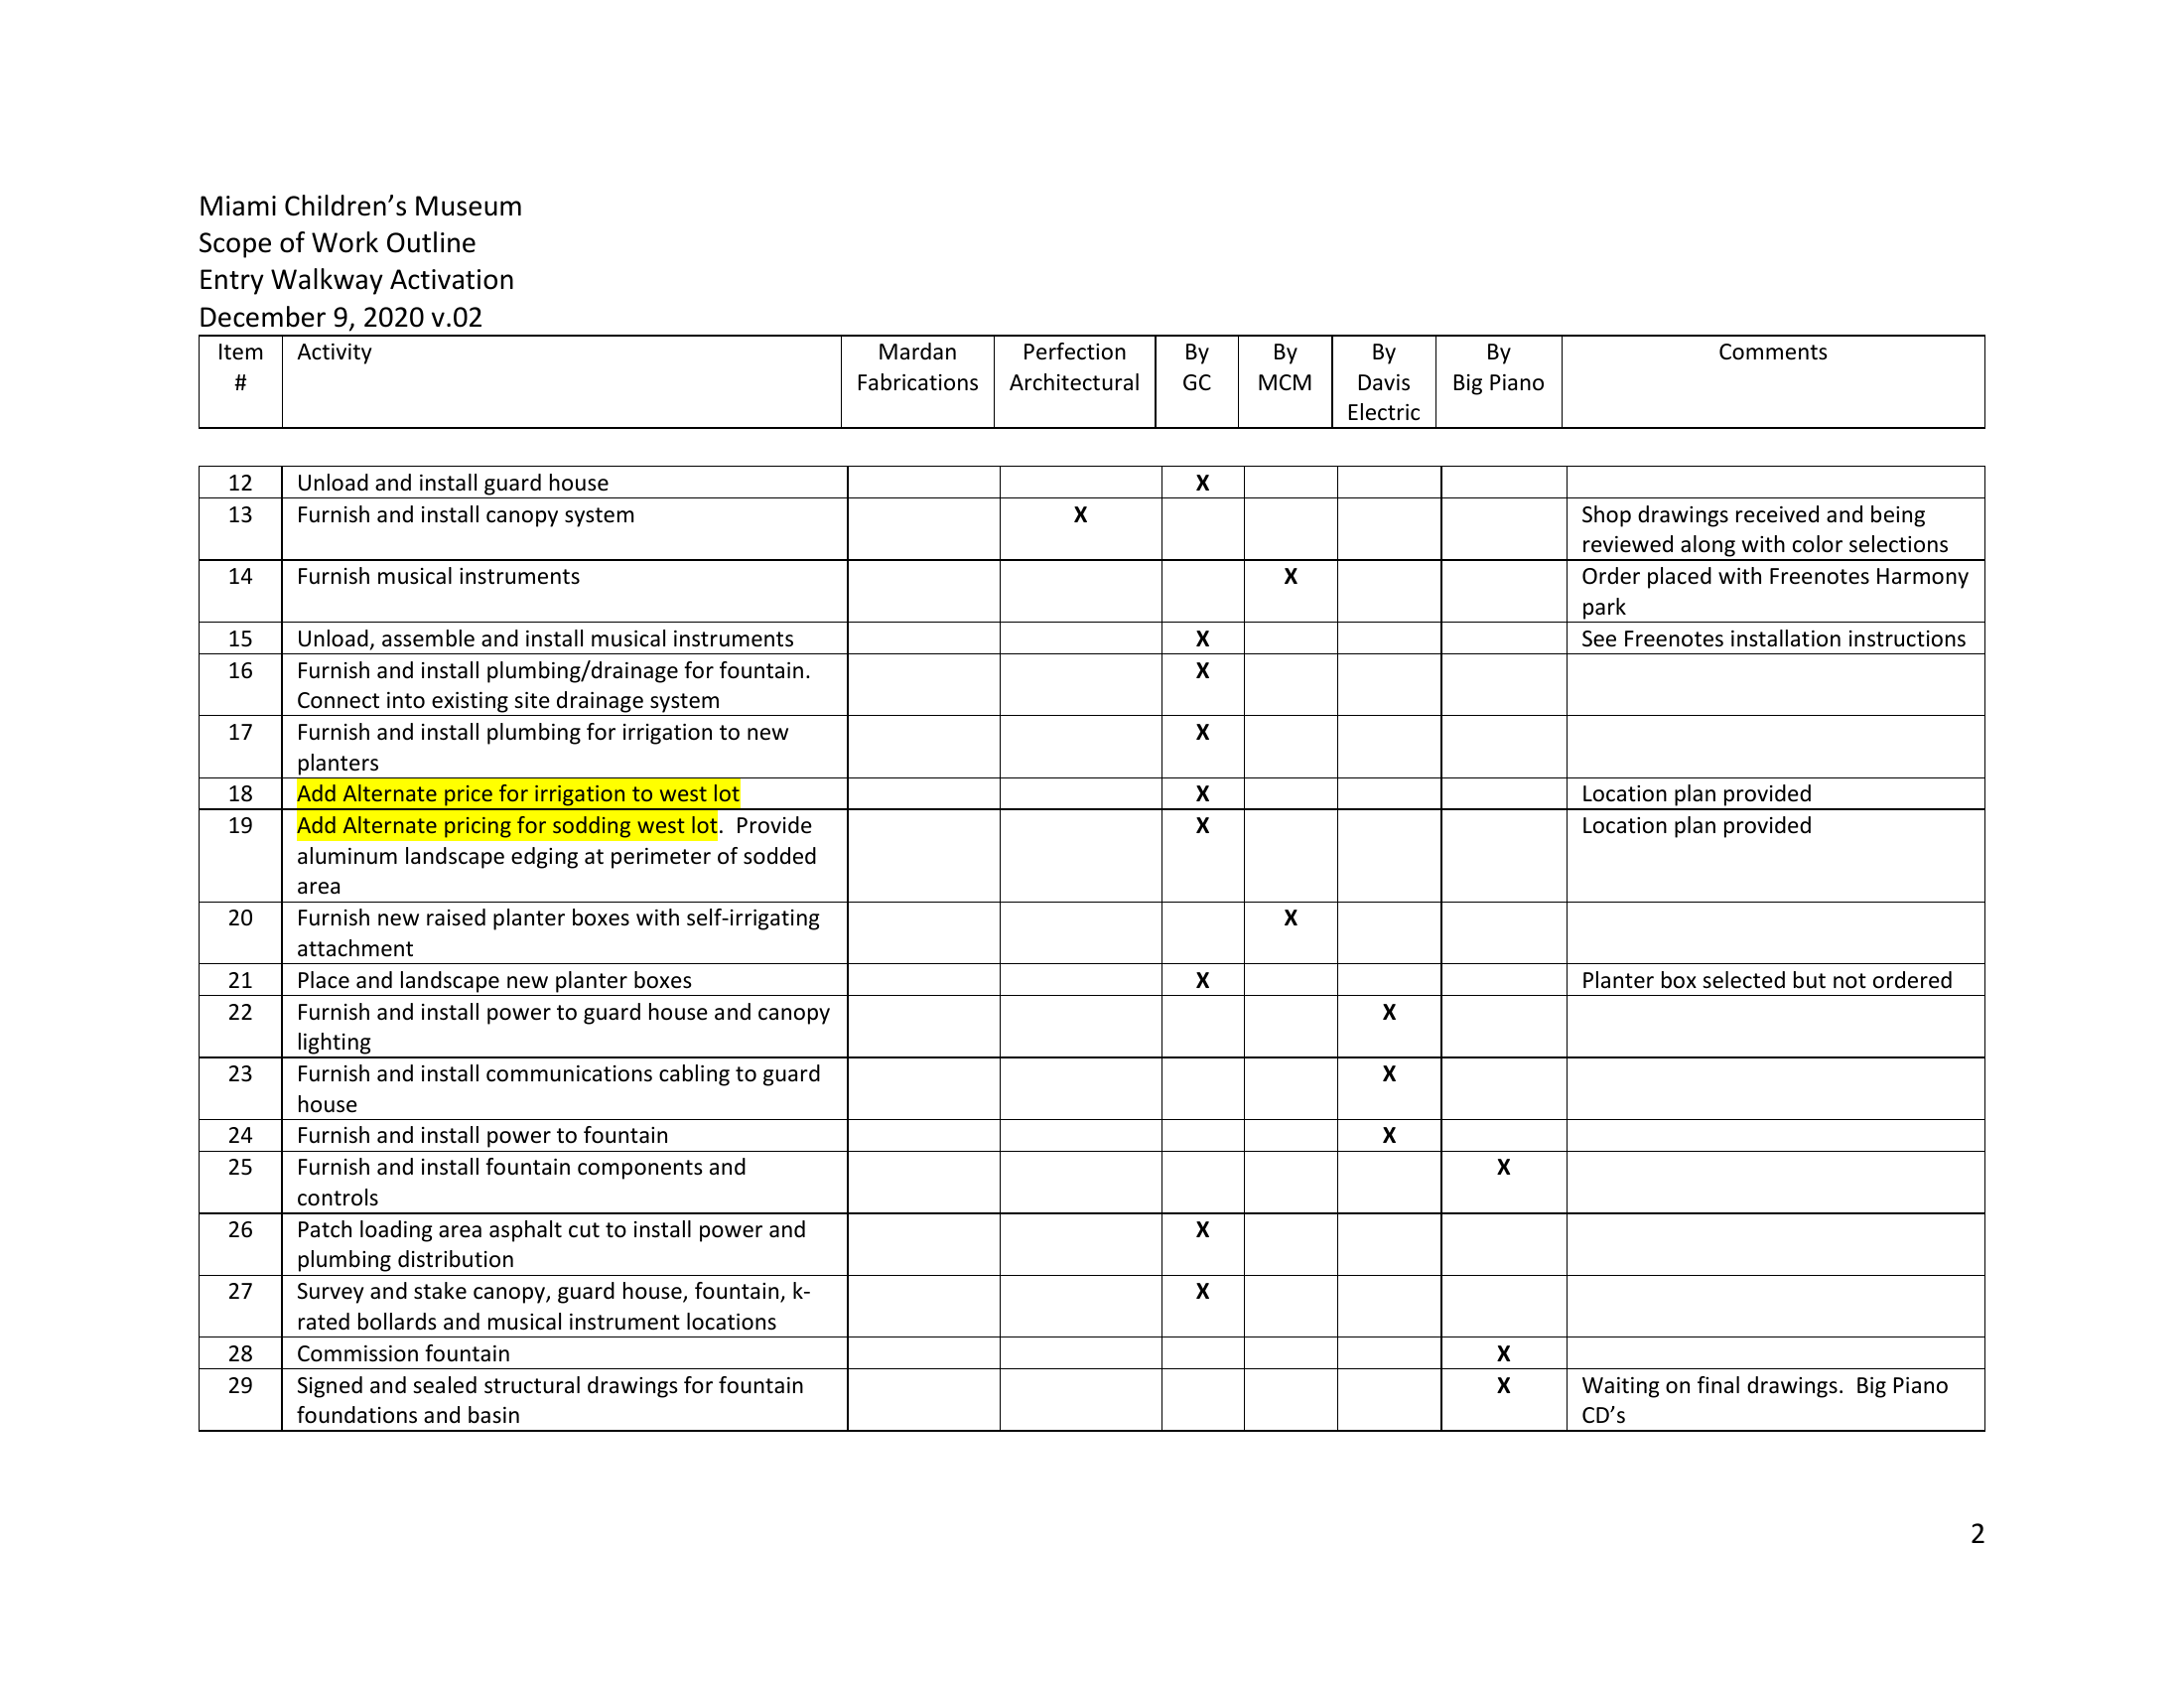 Miami Children’s Museum
Scope of Work Outline
Entry Walkway Activation
December 9, 2020 v.02
Item # Activity Mardan Fabrications Perfection Architectural By GC By MCM By Davis Electric By Big Piano Comments
12 Unload and install guard house X
13 Furnish and install canopy system X Shop drawings received and being
reviewed along with color selections
14 Furnish musical instruments X Order placed with Freenotes Harmony
park
15 Unload, assemble and install musical instruments X See Freenotes installation instructions
16 Furnish and install plumbing/drainage for fountain. X
Connect into existing site drainage system
17 Furnish and install plumbing for irrigation to new X
planters
18 Add Alternate price for irrigation to west lot X Location plan provided
19 Add Alternate pricing for sodding west lot. Provide X Location plan provided
aluminum landscape edging at perimeter of sodded
area
20 Furnish new raised planter boxes with self-irrigating X
attachment
21 Place and landscape new planter boxes X Planter box selected but not ordered
22 Furnish and install power to guard house and canopy X
lighting
23 Furnish and install communications cabling to guard X
house
24 Furnish and install power to fountain X
25 Furnish and install fountain components and X
controls
26 Patch loading area asphalt cut to install power and X
plumbing distribution
27 Survey and stake canopy, guard house, fountain, k- X
rated bollards and musical instrument locations
28 Commission fountain X
29 Signed and sealed structural drawings for fountain X Waiting on final drawings. Big Piano
foundations and basin CD’s
2